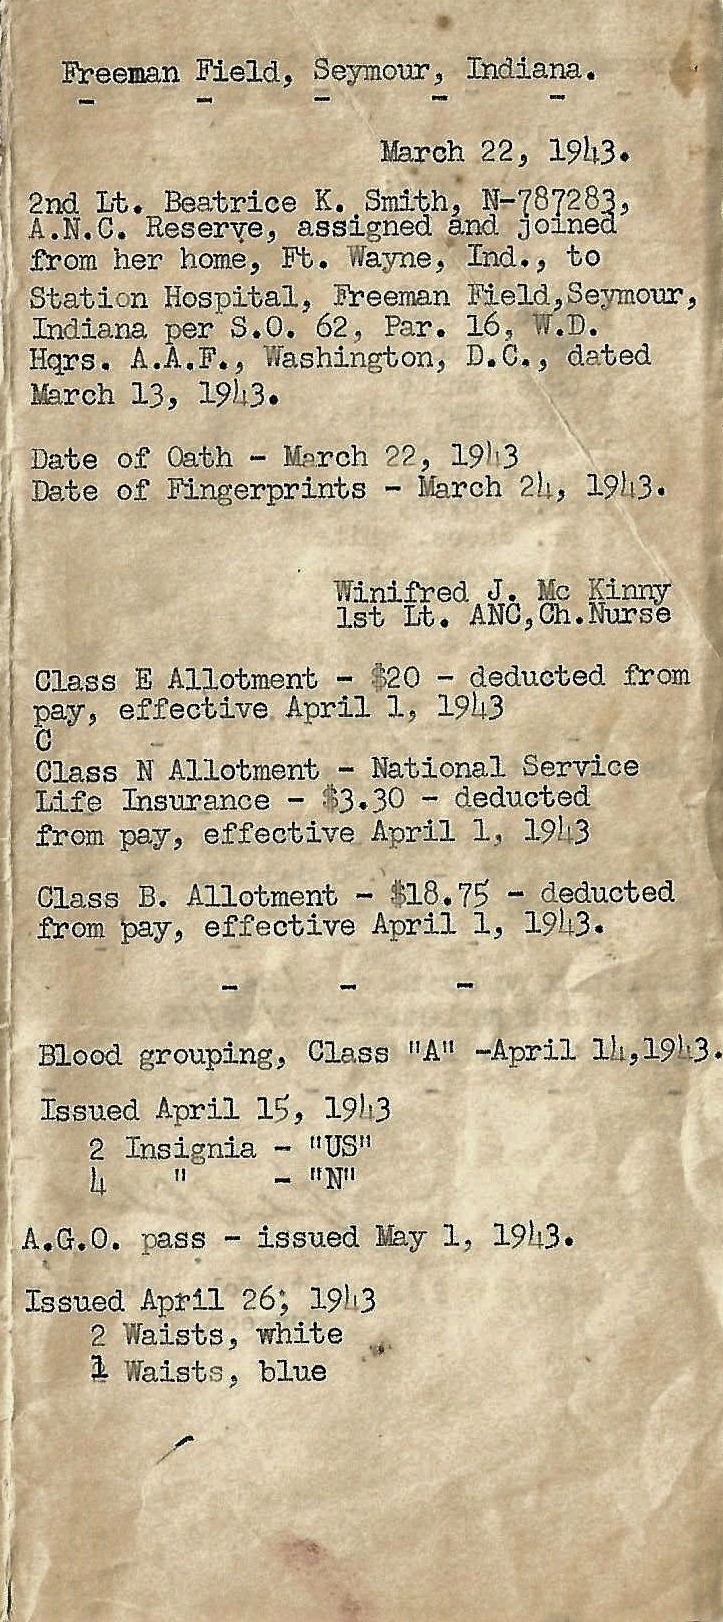 Freeman Field, Seymour, Indiana.
- - - - -
March 22, 1943.
2nd Lt. Beatrice K. Smith, N-787283,
A.N.C. Reserve, assigned and joined
from her home, Ft. Wayne, Ind., to
Station Hospital, Freeman Field,Seymour,
Indiana per S.O. 62, Par. 16, W.D.
Hqrs. A.A.F., Washington, D.C., dated
March 13, 1943.
Date of Oath - March 22, 1943
Date of Fingerprints - March 24, 1943.
Winifred J. Mc Kinny
1st Lt. ANC,Ch.Nurse
Class E Allotment - $20 - deducted from
pay, effective April 1, 1943
C
Class N Allotment - National Service
Life Insurance - $3.30 - deducted
from pay, effective April 1, 1943
Class B. Allotment - $18.75 - deducted
from pay, effective April 1, 1943.
- - -
Blood grouping, Class "A" -April 14,1943.
Issued April 15, 1943
2 Insignia - "US"
4 " - "N"
A.G.O. pass - issued May 1, 1943.
Issued April 26, 1943
2 Waists, white
1 Waists, blue